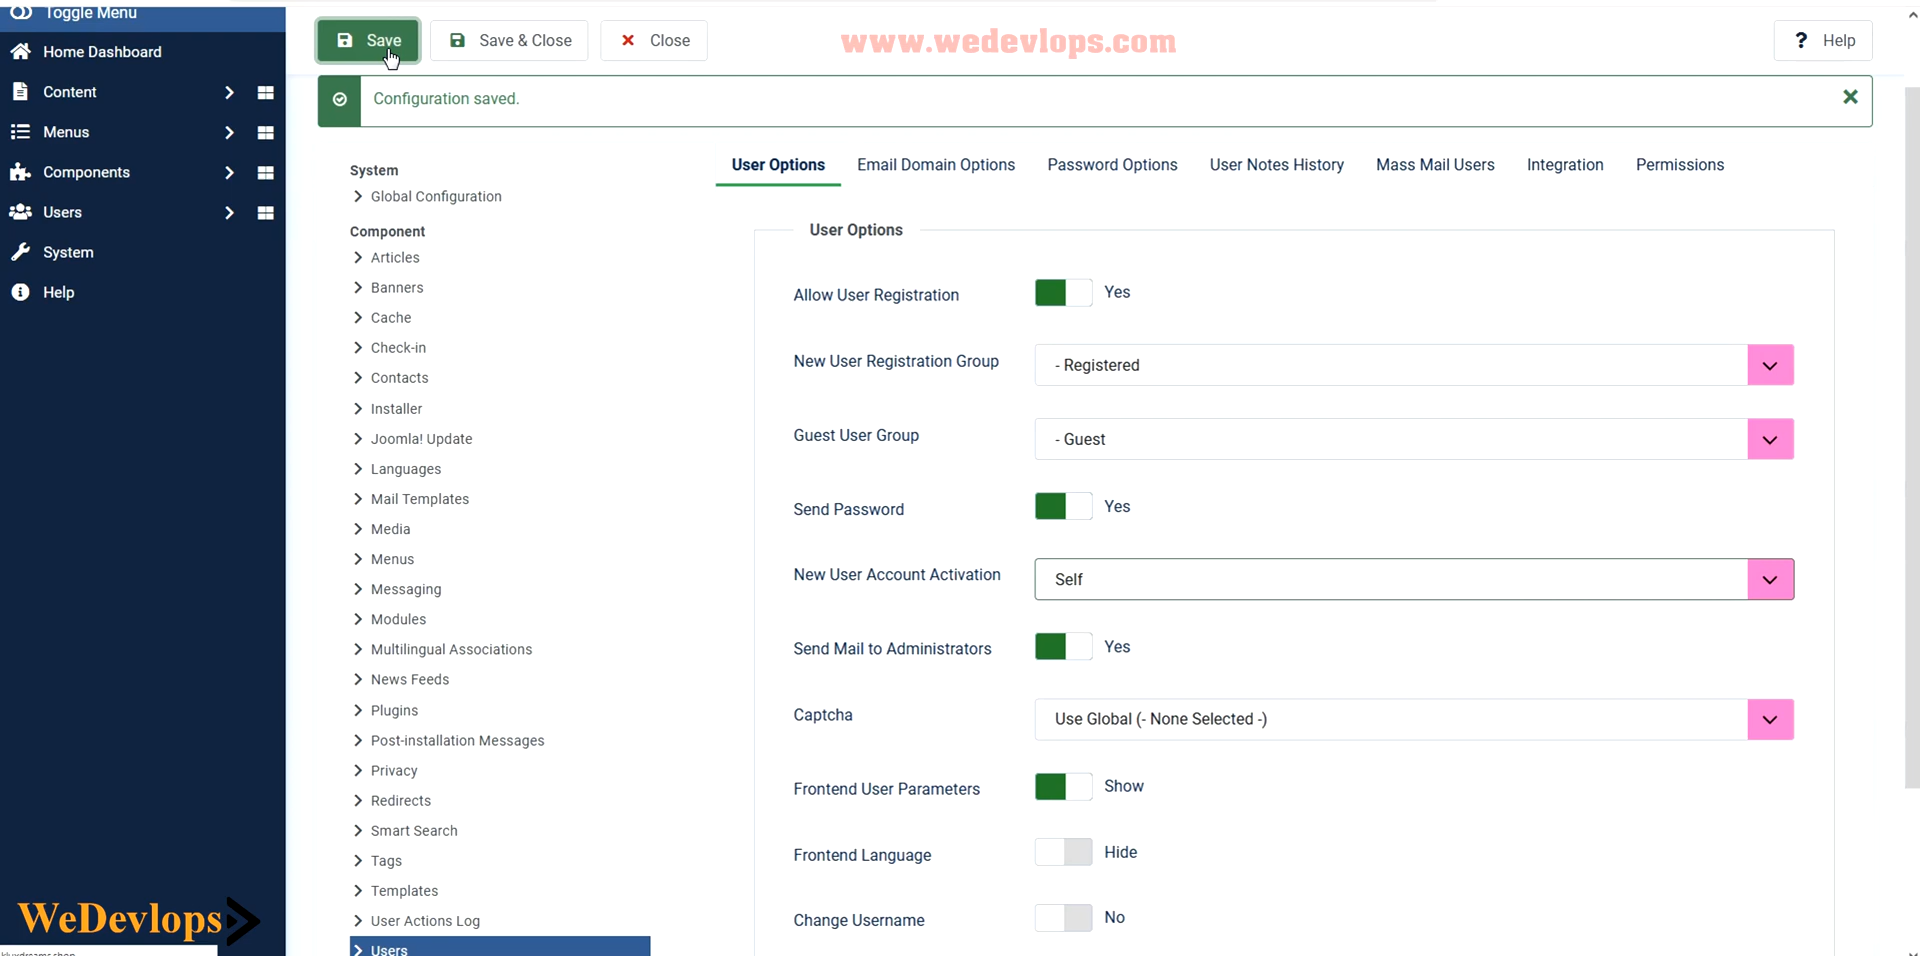 Toggle Menu
Home Dashboard
Content
Menus
Components
Users
System
Help
Save
Save & Close
Close
www.wedevlops.com
? Help
Configuration saved.
System
Global Configuration
Component
Articles
Banners
Cache
Check-in
Contacts
Installer
Joomla! Update
Languages
Mail Templates
Media
Menus
Messaging
Modules
Multilingual Associations
News Feeds
Plugins
Post-installation Messages
Privacy
Redirects
Smart Search
Tags
Templates
User Actions Log
Users
User Options
Email Domain Options
Password Options
User Notes History
Mass Mail Users
Integration
Permissions
User Options
Allow User Registration Yes
New User Registration Group - Registered
Guest User Group - Guest
Send Password Yes
New User Account Activation Self
Send Mail to Administrators Yes
Captcha Use Global (- None Selected -)
Frontend User Parameters Show
Frontend Language Hide
Change Username No
WeDevlops